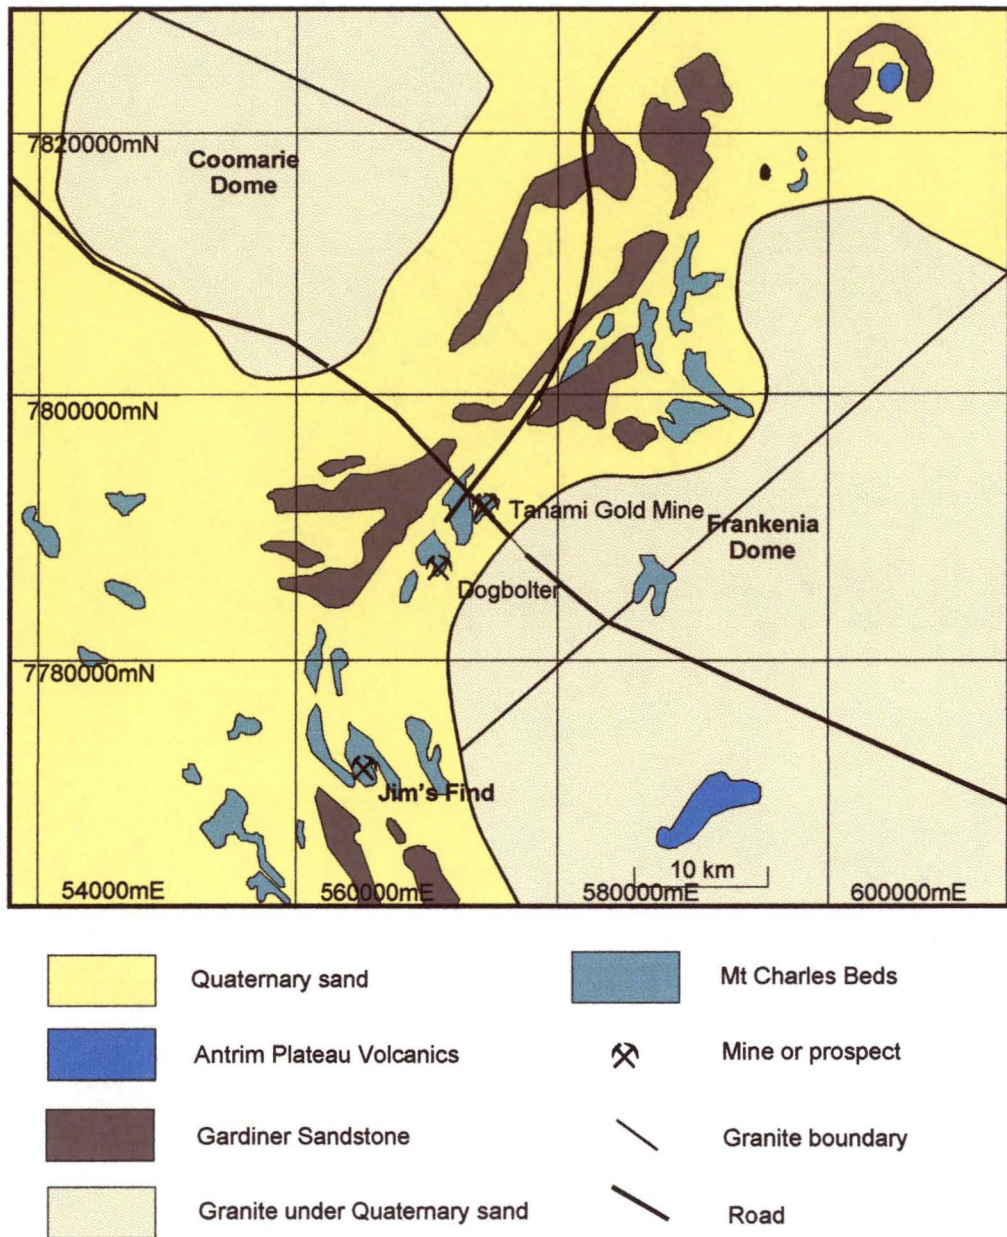 7820000mN
Coomarie
Dome
7800000mN
Tanami Gold Mine
Frankenia
Dome
Dogbolter
7780000mN
Jim's Find
10 km
54000mE
560000mE
580000mE
600000mE
Quaternary sand
Mt Charles Beds
Antrim Plateau Volcanics
Mine or prospect
Gardiner Sandstone
Granite boundary
Granite under Quaternary sand
Road